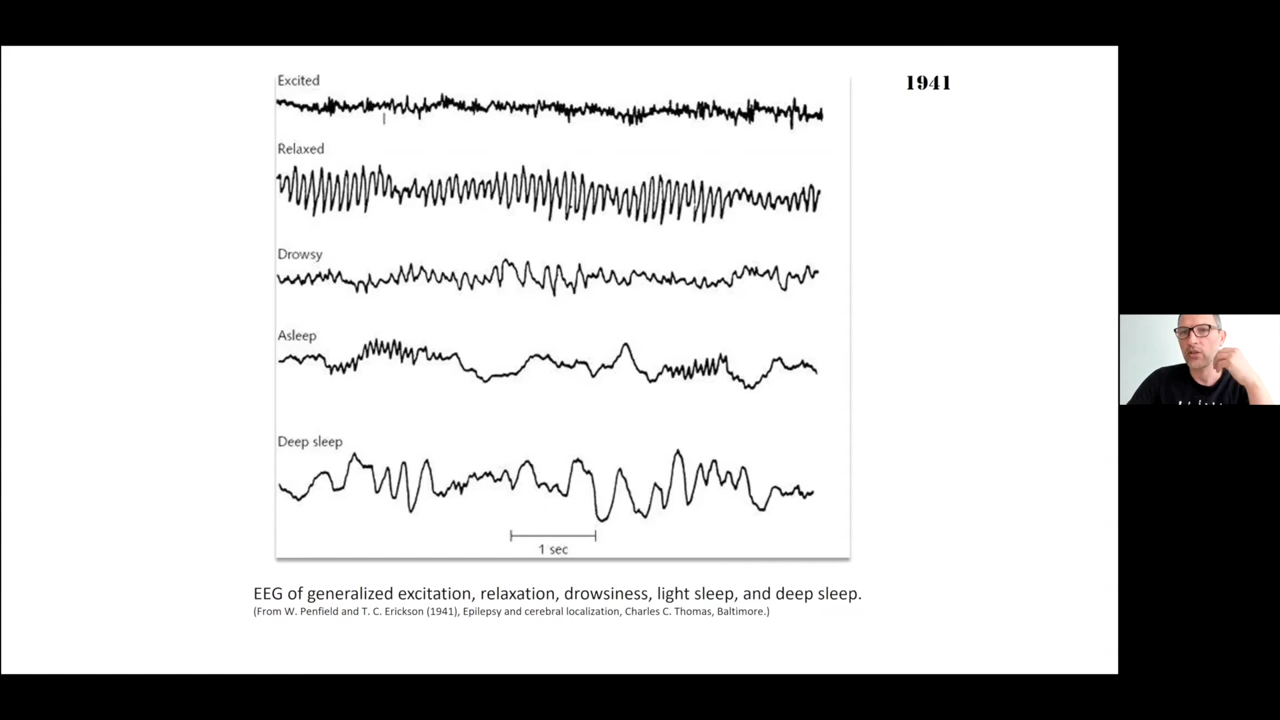 1941
Excited
Relaxed
Drowsy
Asleep
Deep sleep
1 sec
EEG of generalized excitation, relaxation, drowsiness, light sleep, and deep sleep.
(From W. Penfield and T. C. Erickson (1941), Epilepsy and cerebral localization, Charles C. Thomas, Baltimore.)